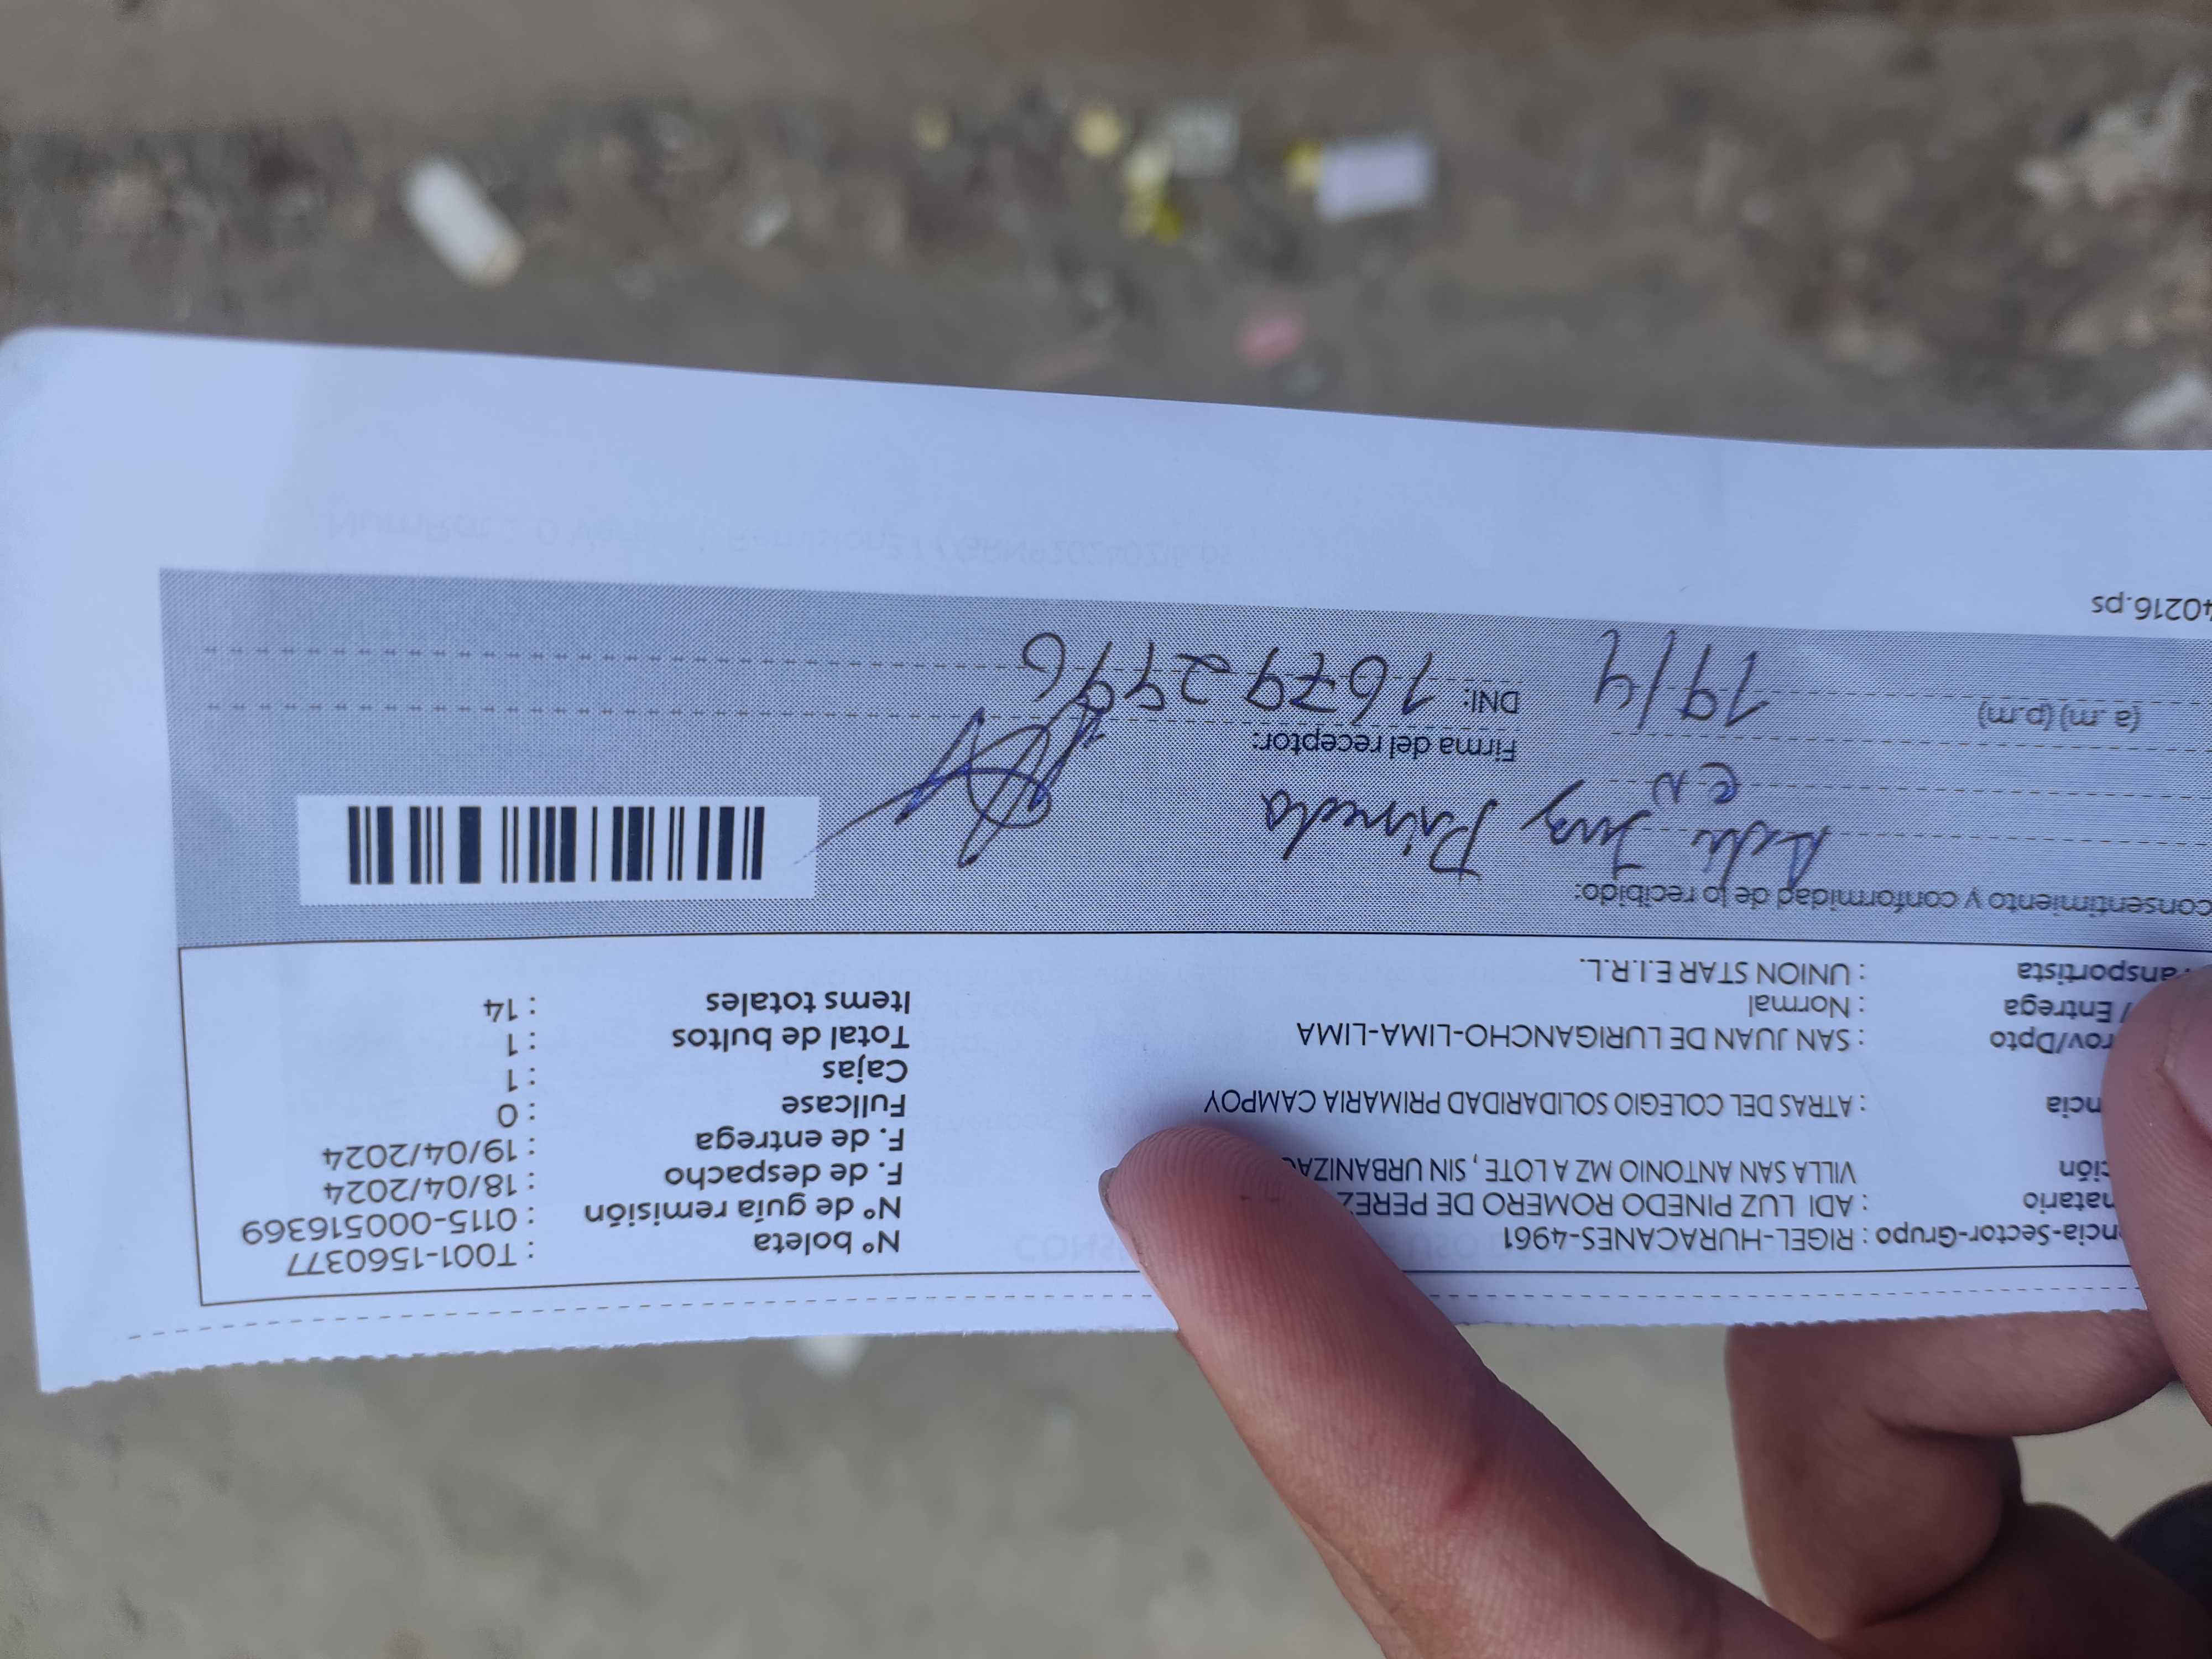 ncia-Sector-Grupo : RIGEL-HURACANES-4961
natario : ADI LUZ PINEDO ROMERO DE PEREZ
ción VILLA SAN ANTONIO MZ A LOTE , SIN URBANIZAC
ncia : ATRAS DEL COLEGIO SOLIDARIDAD PRIMARIA CAMPOY
rov/Dpto : SAN JUAN DE LURIGANCHO-LIMA-LIMA
/ Entrega : Normal
ransportista : UNION STAR E.I.R.L.
N° boleta : T001-1560377
N° de guía remisión : 0115-000516369
F. de despacho : 18/04/2024
F. de entrega : 19/04/2024
Fullcase : 0
Cajas : 1
Total de bultos : 1
Items totales : 14
consentimiento y conformidad de lo recibido:
Firma del receptor:
(a .m) (p.m) 19/4
DNI:
40216.ps